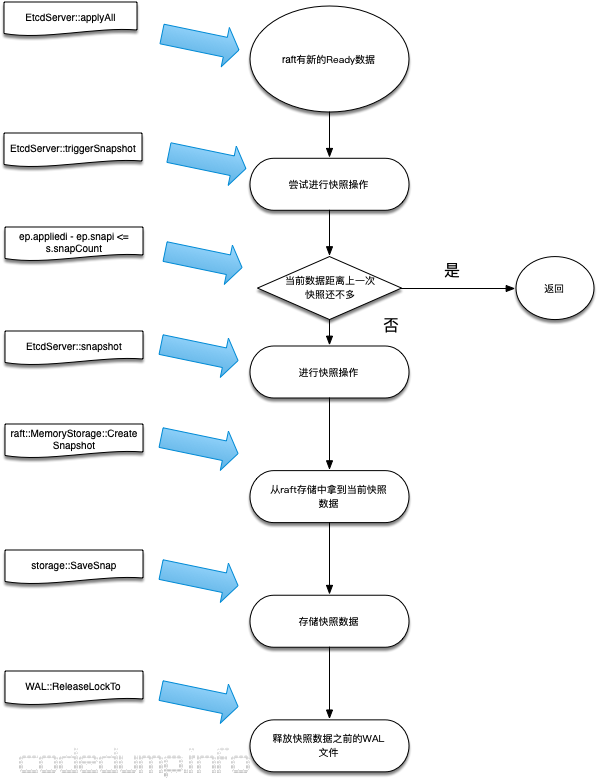 EtcdServer::applyAll
raft有新的Ready数据
EtcdServer::triggerSnapshot
尝试进行快照操作
ep.appliedi - ep.snapi <=
s.snapCount
当前数据距离上一次
快照还不多
是
返回
否
EtcdServer::snapshot
进行快照操作
raft::MemoryStorage::Create
Snapshot
从raft存储中拿到当前快照
数据
storage::SaveSnap
存储快照数据
WAL::ReleaseLockTo
释放快照数据之前的WAL
文件